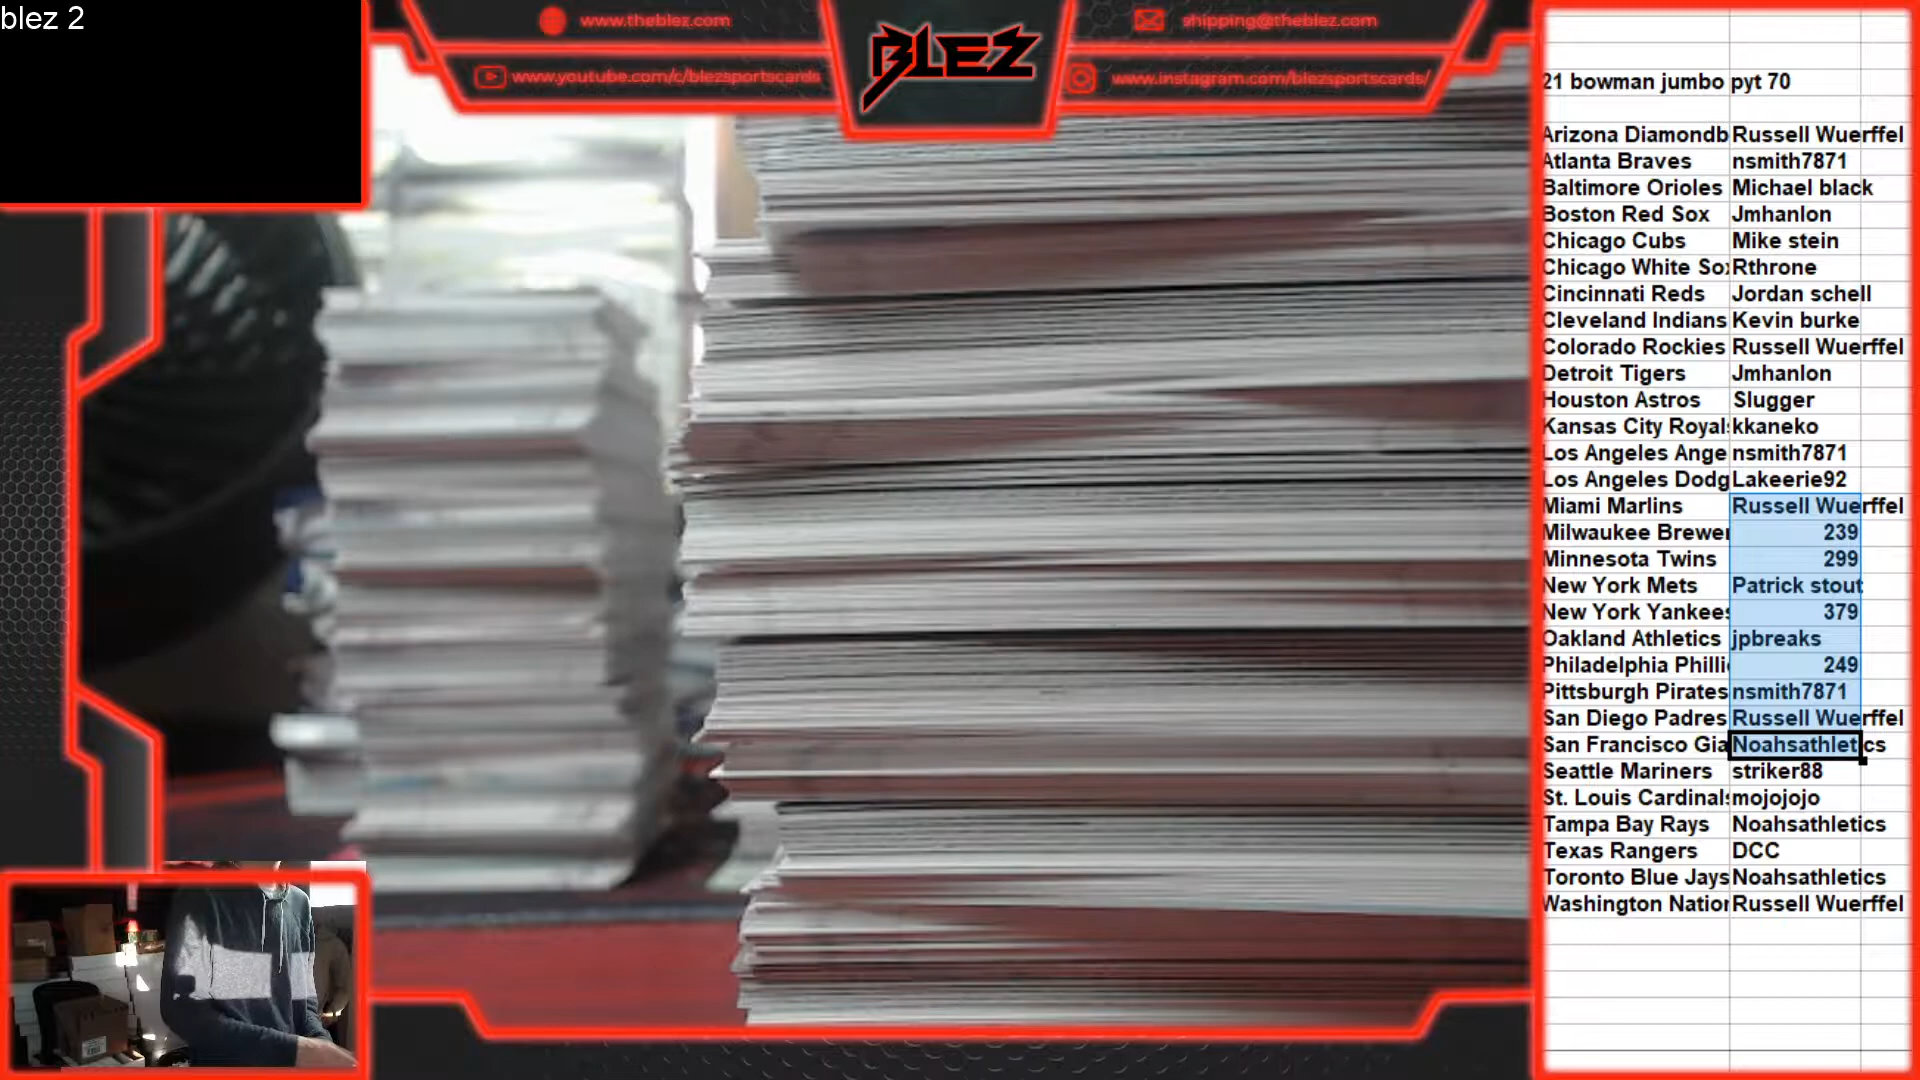 blez 2
www.theblez.com
BLEZ
shipping@theblez.com
www.youtube.com/c/blezsportscards
www.instagram.com/blezsportscards/
21 bowman jumbo pyt 70
Arizona Diamondb Russell Wuerffel
Atlanta Braves nsmith7871
Baltimore Orioles Michael black
Boston Red Sox Jmhanlon
Chicago Cubs Mike stein
Chicago White Sox Rthrone
Cincinnati Reds Jordan schell
Cleveland Indians Kevin burke
Colorado Rockies Russell Wuerffel
Detroit Tigers Jmhanlon
Houston Astros Slugger
Kansas City Royals kkaneko
Los Angeles Ange nsmith7871
Los Angeles Dodg Lakeerie92
Miami Marlins Russell Wuerffel
Milwaukee Brewer 239
Minnesota Twins 299
New York Mets Patrick stout
New York Yankees 379
Oakland Athletics jpbreaks
Philadelphia Philli 249
Pittsburgh Pirates nsmith7871
San Diego Padres Russell Wuerffel
San Francisco Gia Noahsathletics
Seattle Mariners striker88
St. Louis Cardinals mojojojo
Tampa Bay Rays Noahsathletics
Texas Rangers DCC
Toronto Blue Jays Noahsathletics
Washington Nation Russell Wuerffel